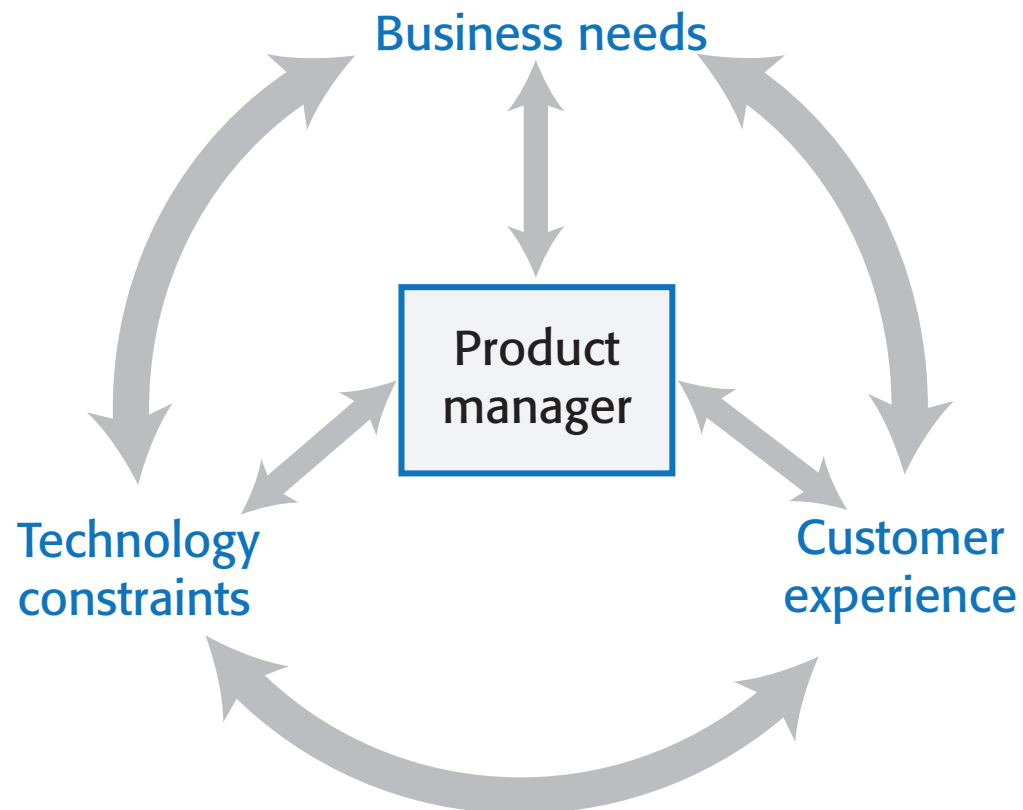 Business needs
Product
manager
Technology
constraints
Customer
experience